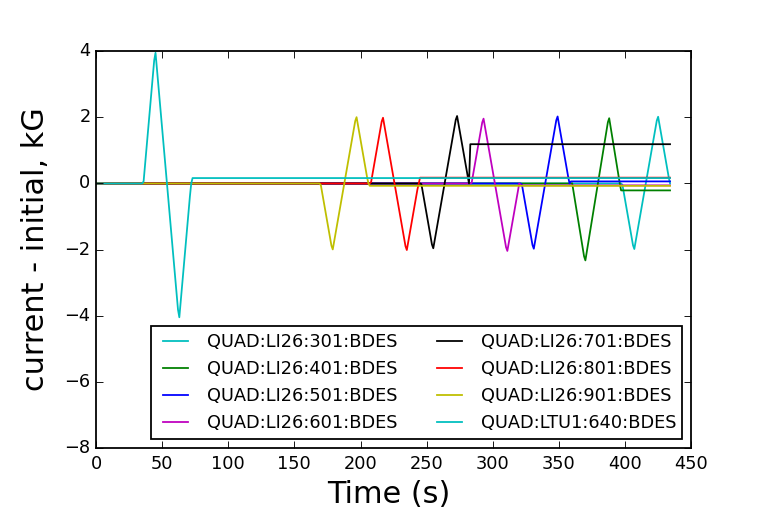 4
2
0
−2
−4
−6
−8
current - initial, kG
QUAD:LI26:301:BDES QUAD:LI26:701:BDES
QUAD:LI26:401:BDES QUAD:LI26:801:BDES
QUAD:LI26:501:BDES QUAD:LI26:901:BDES
QUAD:LI26:601:BDES QUAD:LTU1:640:BDES
0 50 100 150 200 250 300 350 400 450
Time (s)